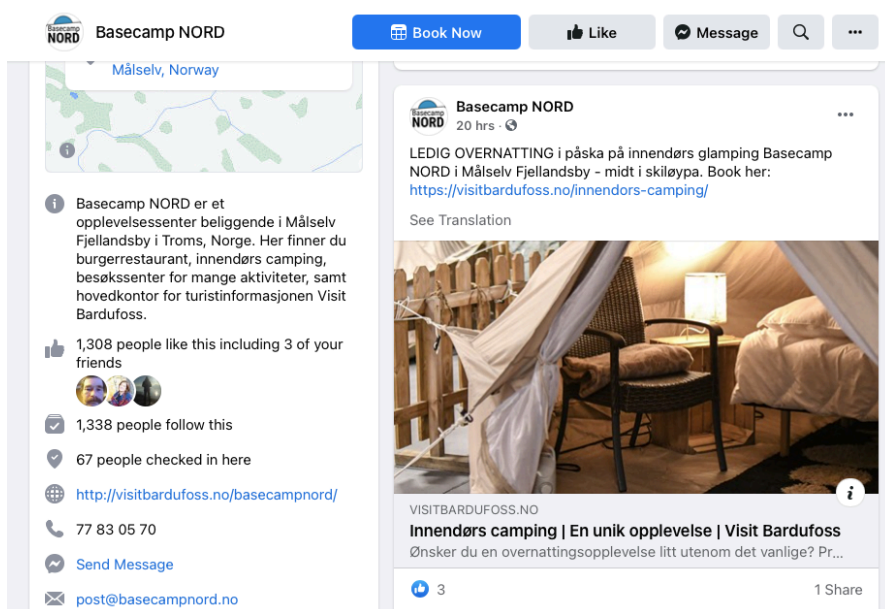 Basecamp
NORD
Basecamp NORD
Book Now
Like
Message
Målselv, Norway
Basecamp NORD er et
opplevelsessenter beliggende i Målselv
Fjellandsby i Troms, Norge. Her finner du
burgerrestaurant, innendørs camping,
besøkssenter for mange aktiviteter, samt
hovedkontor for turistinformasjonen Visit
Bardufoss.
1,308 people like this including 3 of your
friends
1,338 people follow this
67 people checked in here
http://visitbardufoss.no/basecampnord/
77 83 05 70
Send Message
post@basecampnord.no
Basecamp
NORD
Basecamp NORD
20 hrs ·
LEDIG OVERNATTING i påska på innendørs glamping Basecamp
NORD i Målselv Fjellandsby - midt i skiløypa. Book her:
https://visitbardufoss.no/innendors-camping/
See Translation
VISITBARDUFOSS.NO
Innendørs camping | En unik opplevelse | Visit Bardufoss
Ønsker du en overnattingsopplevelse litt utenom det vanlige? Pr...
3
1 Share